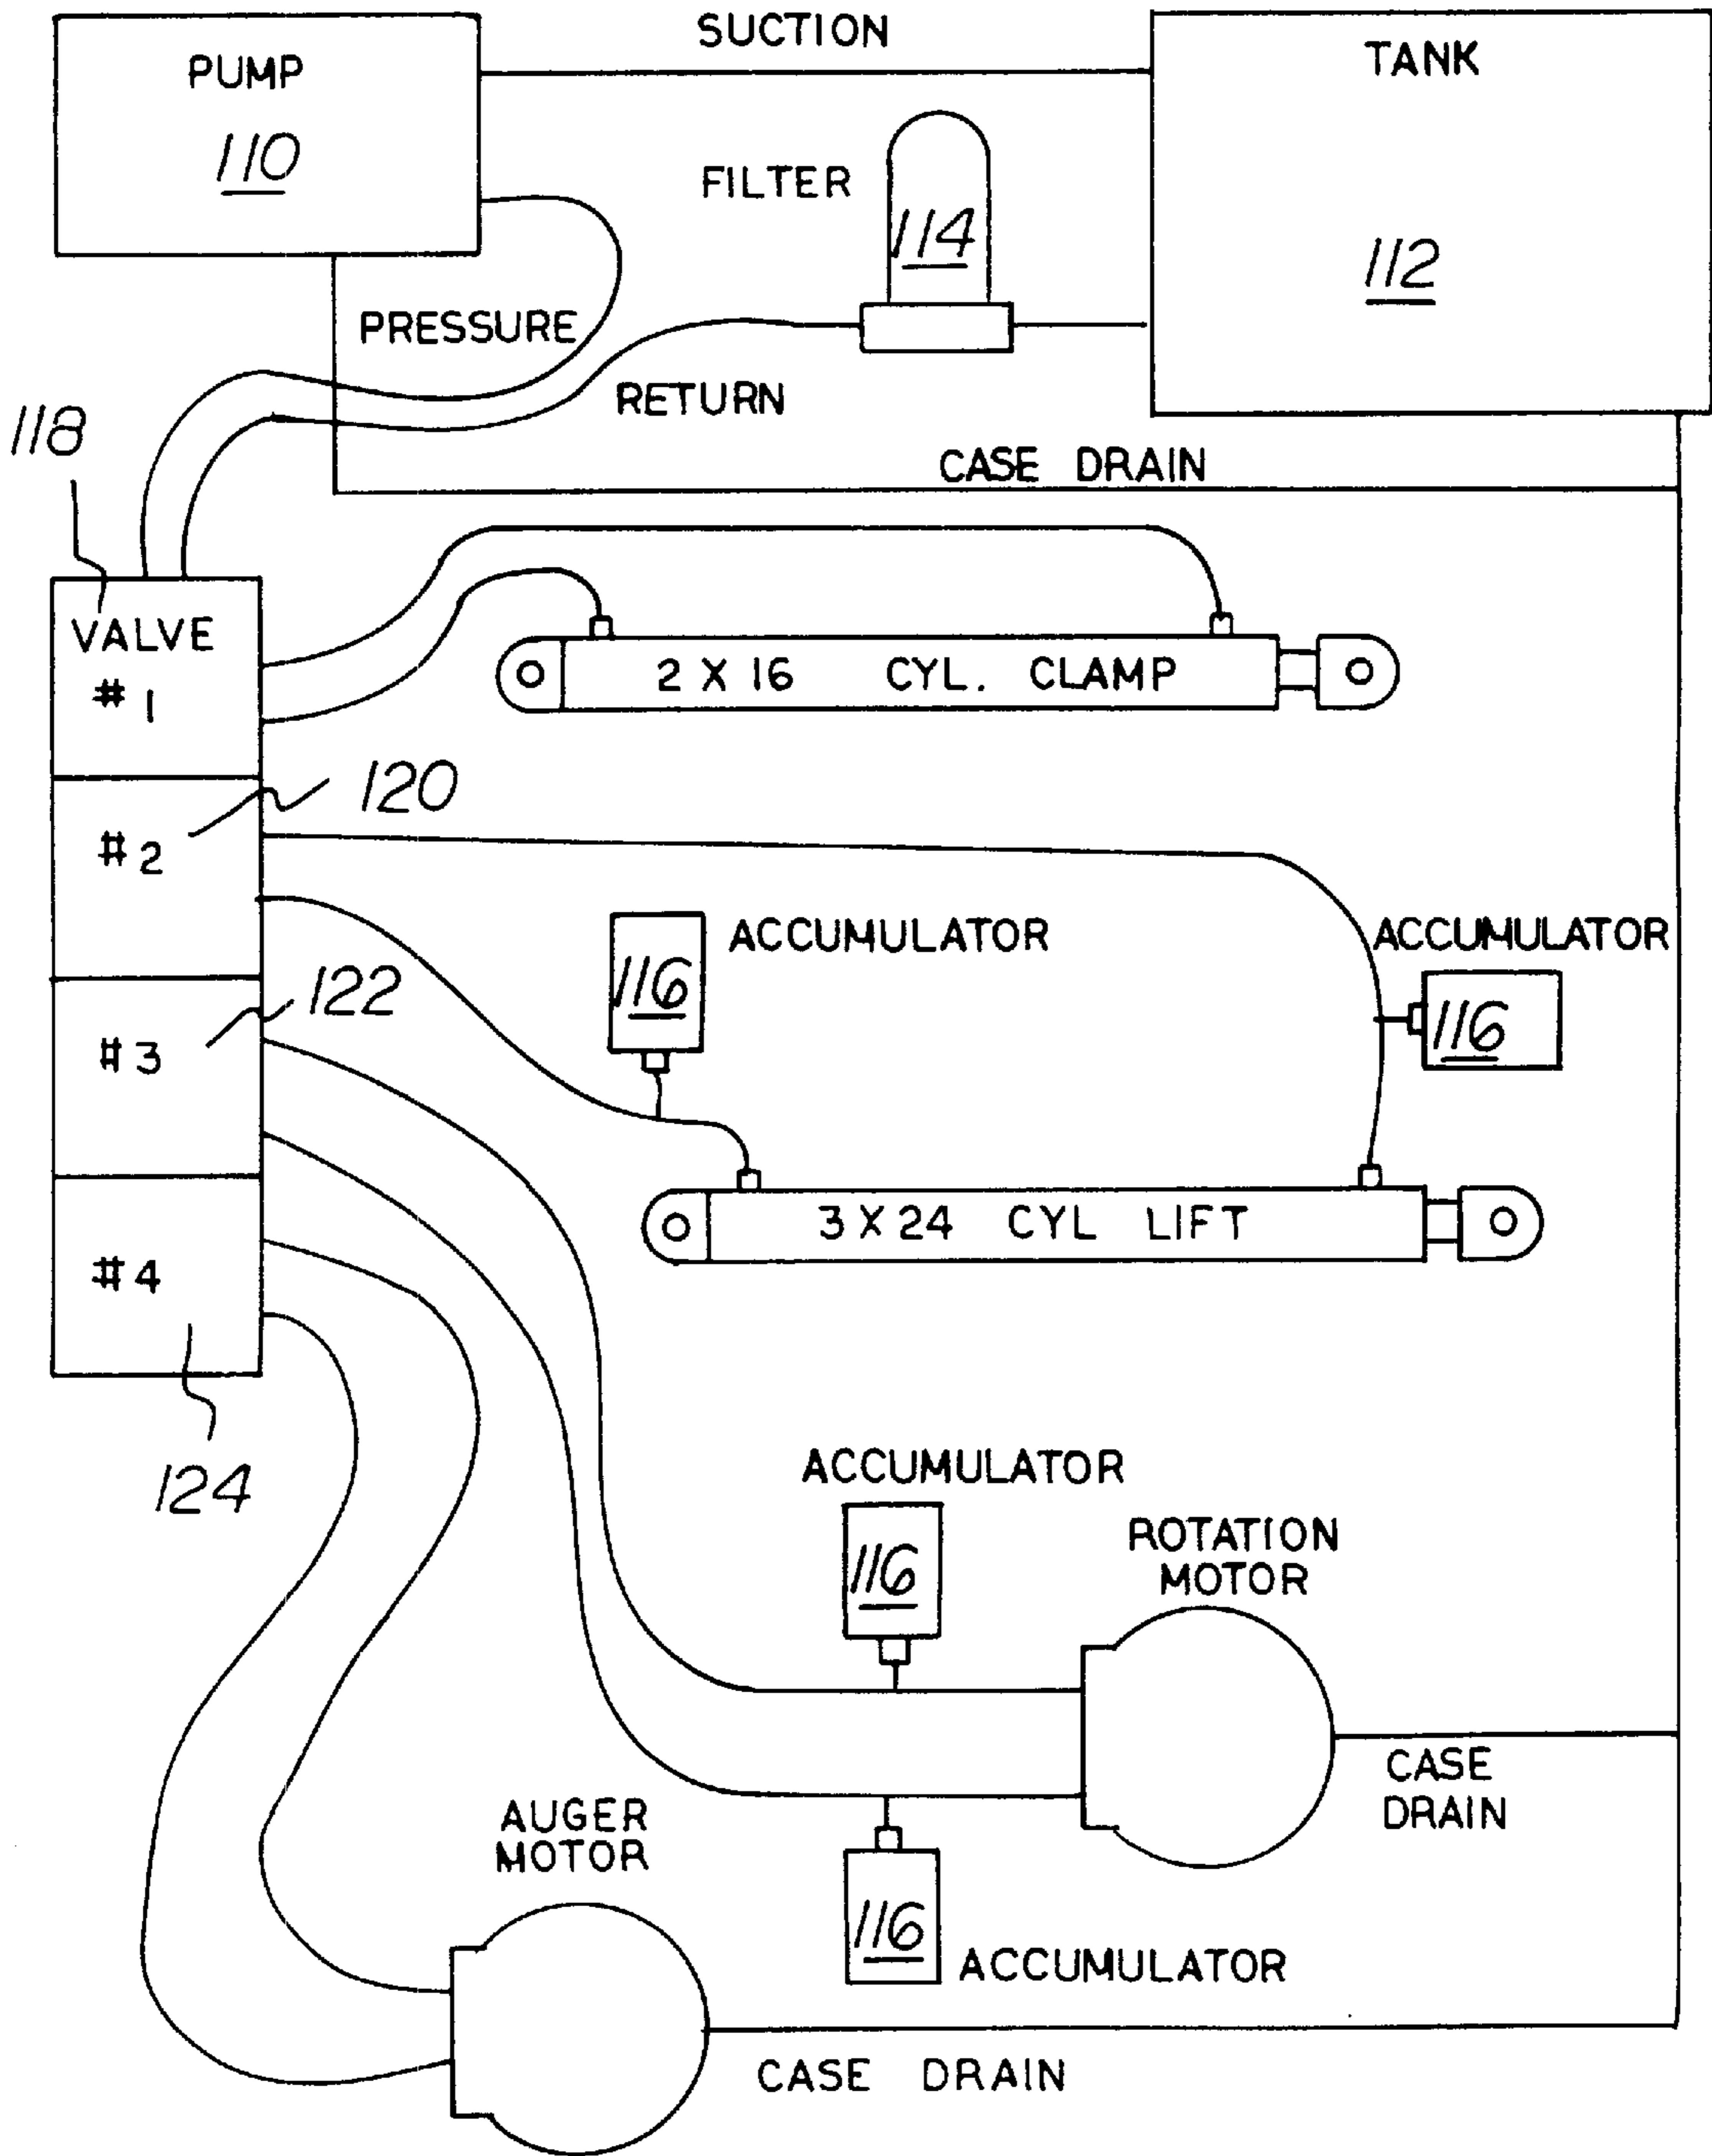 SUCTION
PUMP
110
TANK
FILTER
114
112
PRESSURE
RETURN
118
CASE DRAIN
VALVE
#1
2 X 16 CYL. CLAMP
120
#2
ACCUMULATOR
116
ACCUMULATOR
116
122
#3
3 X 24 CYL LIFT
#4
124
ACCUMULATOR
116
ROTATION
MOTOR
CASE
DRAIN
AUGER
MOTOR
116
ACCUMULATOR
CASE DRAIN